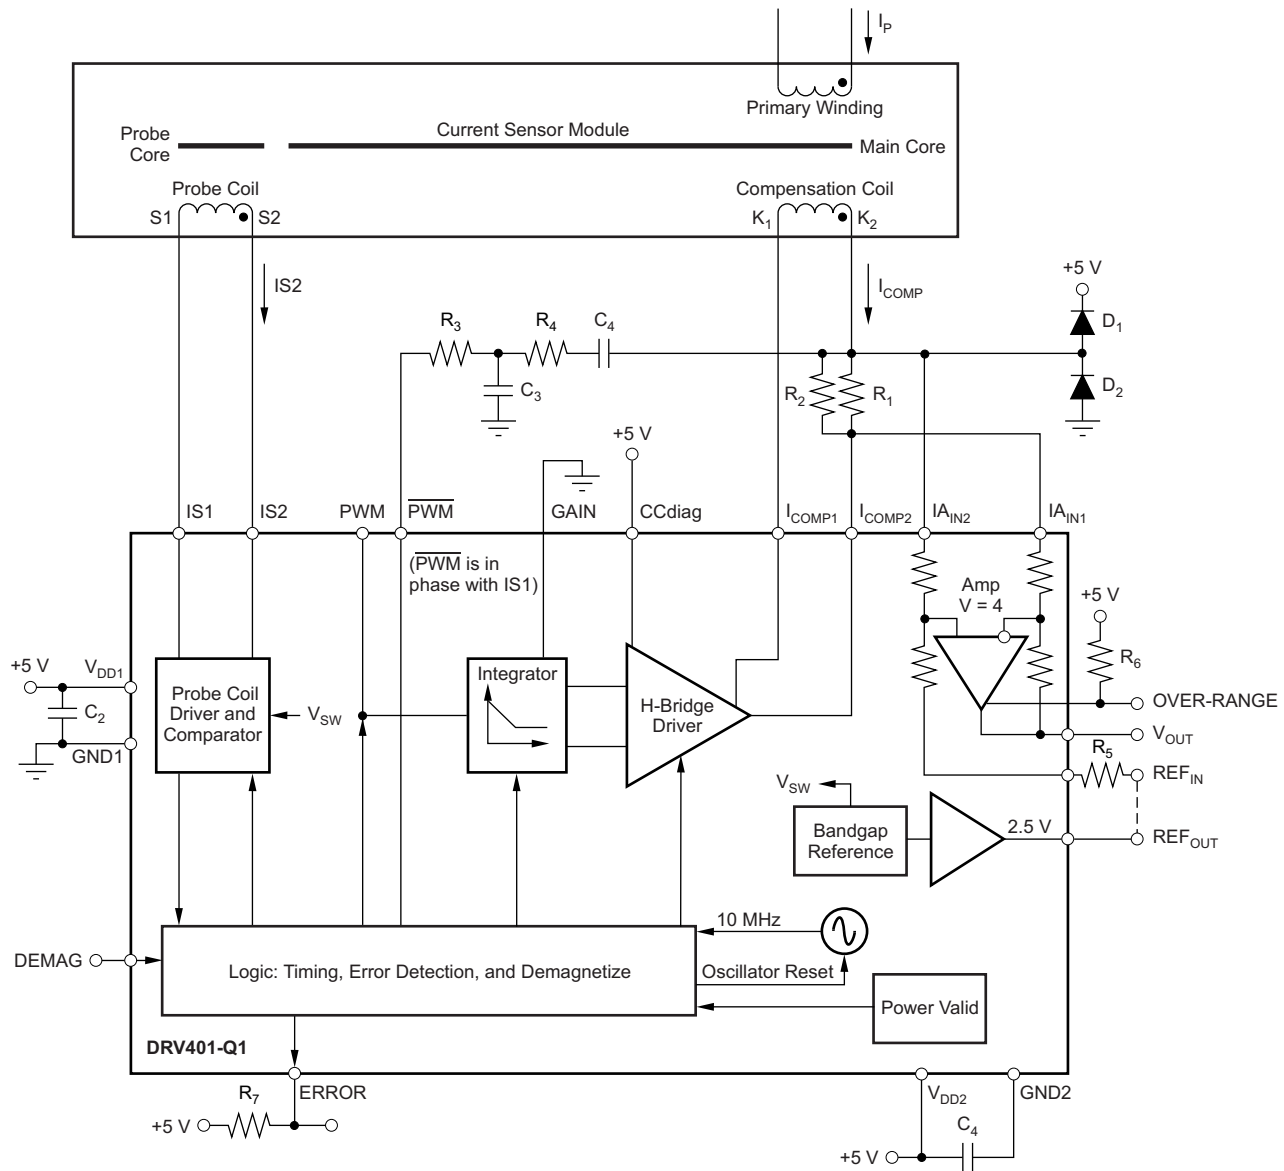 I_P
Primary Winding
Probe
Core
Current Sensor Module
Main Core
Probe Coil
Compensation Coil
S1
S2
K_1
K_2
IS2
I_COMP
+5 V
D_1
D_2
R_3
R_4
C_4
C_3
R_2
R_1
+5 V
IS1
IS2
PWM
P̅W̅M̅
GAIN
CCdiag
I_COMP1
I_COMP2
IA_IN2
IA_IN1
(P̅W̅M̅ is in
phase with IS1)
Amp
V = 4
+5 V
R_6
+5 V
V_DD1
C_2
GND1
Probe Coil
Driver and
Comparator
V_SW
Integrator
H-Bridge
Driver
OVER-RANGE
V_OUT
R_5
REF_IN
V_SW
Bandgap
Reference
2.5 V
REF_OUT
DEMAG
Logic: Timing, Error Detection, and Demagnetize
10 MHz
Oscillator Reset
Power Valid
DRV401-Q1
ERROR
R_7
+5 V
V_DD2
GND2
C_4
+5 V